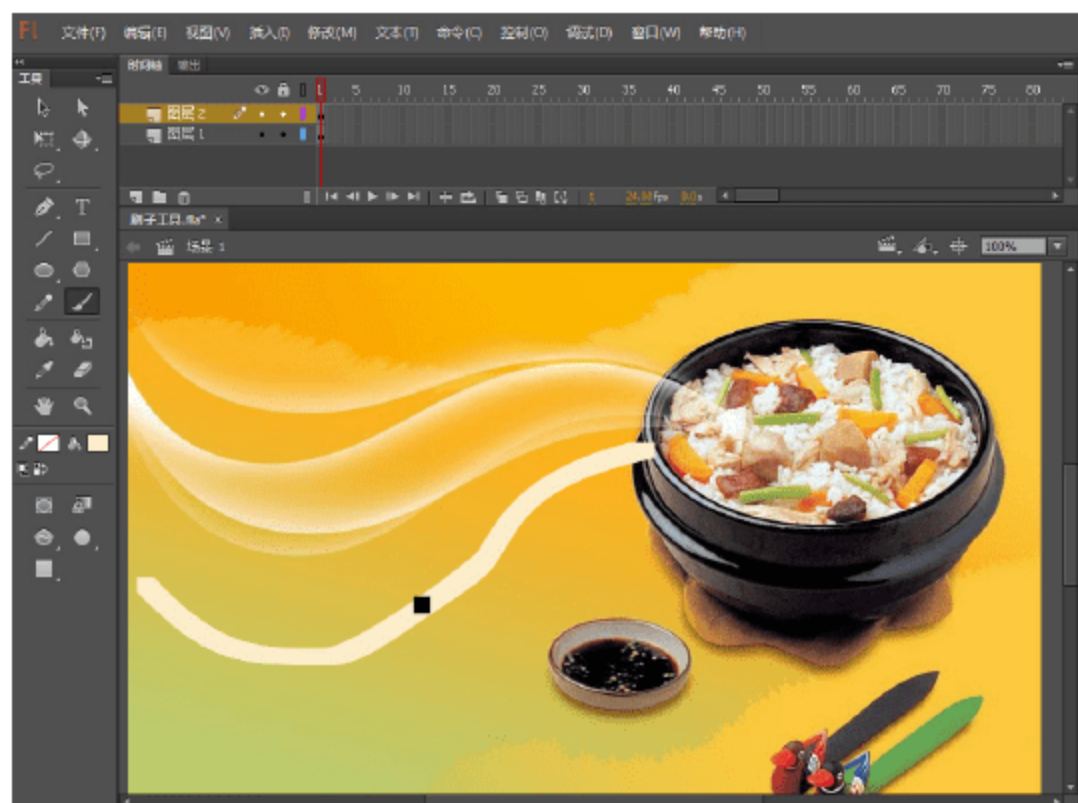 Fl 文件(F) 编辑(E) 视图(V) 插入(I) 修改(M) 文本(T) 命令(C) 控制(O) 调试(D) 窗口(W) 帮助(H)
工具
时间轴 输出
1 5 10 15 20 25 30 35 40 45 50 55 60 65 70 75 80
图层 2
图层 1
1 24.00fps 0.0s
刷子工具.fla* ×
场景 1
100%
T